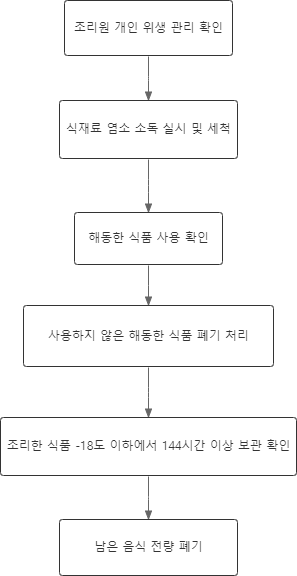 조리원 개인 위생 관리 확인
식재료 염소 소독 실시 및 세척
해동한 식품 사용 확인
사용하지 않은 해동한 식품 폐기 처리
조리한 식품 -18도 이하에서 144시간 이상 보관 확인
남은 음식 전량 폐기